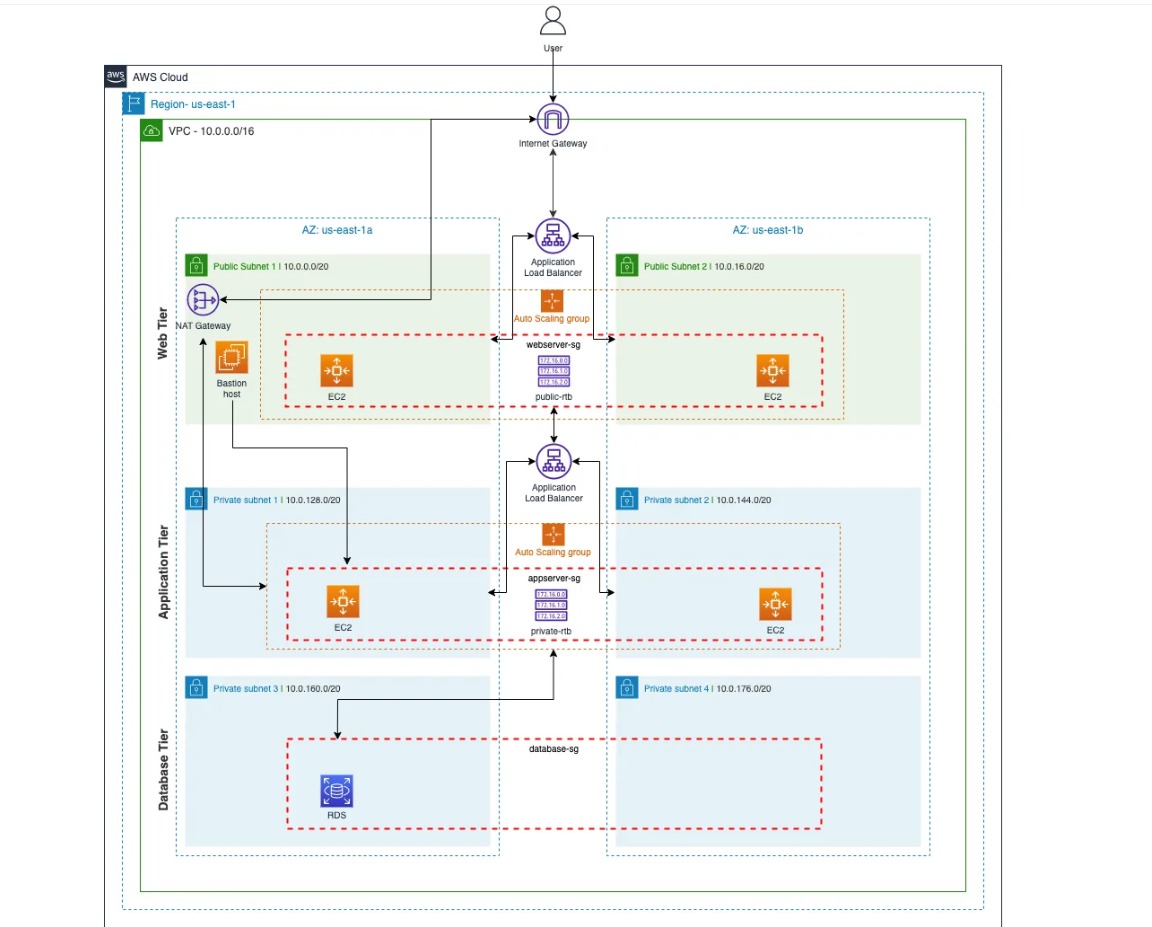 User
aws
AWS Cloud
Region- us-east-1
VPC - 10.0.0.0/16
Internet Gateway
AZ: us-east-1a
AZ: us-east-1b
Application
Load Balancer
Public Subnet 1 | 10.0.0.0/20
Public Subnet 2 | 10.0.16.0/20
NAT Gateway
Auto Scaling group
Web Tier
webserver-sg
172.16.0.0
172.16.1.0
172.16.2.0
public-rtb
Bastion
host
EC2
EC2
Application
Load Balancer
Private subnet 1 | 10.0.128.0/20
Private subnet 2 | 10.0.144.0/20
Auto Scaling group
Application Tier
appserver-sg
172.16.0.0
172.16.1.0
172.16.2.0
private-rtb
EC2
EC2
Private subnet 3 | 10.0.160.0/20
Private subnet 4 | 10.0.176.0/20
Database Tier
database-sg
RDS